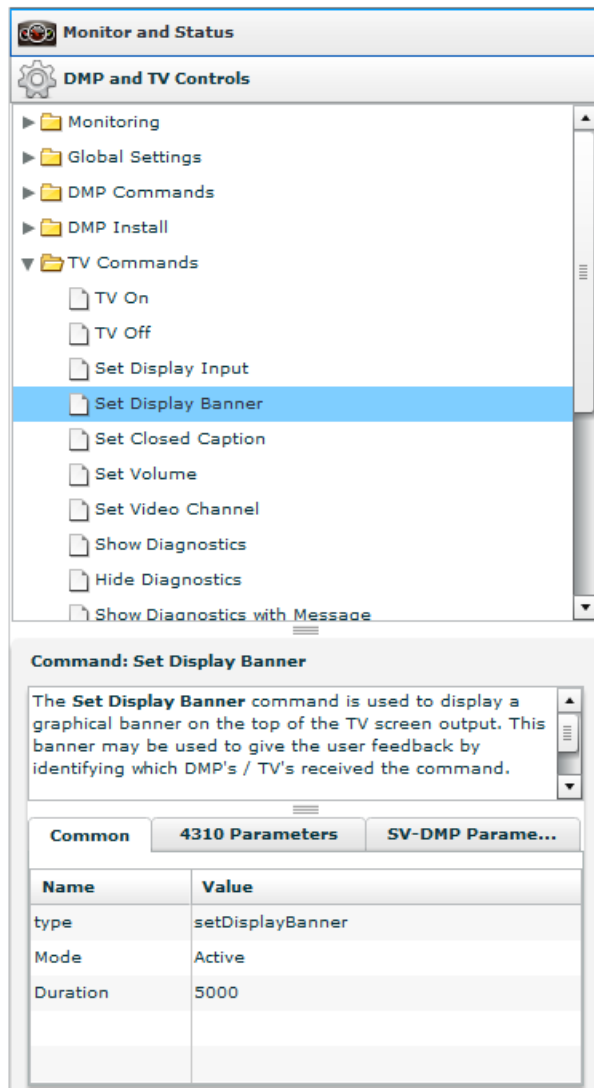 Monitor and Status
DMP and TV Controls
Monitoring
Global Settings
DMP Commands
DMP Install
TV Commands
TV On
TV Off
Set Display Input
Set Display Banner
Set Closed Caption
Set Volume
Set Video Channel
Show Diagnostics
Hide Diagnostics
Show Diagnostics with Message
Command: Set Display Banner
The Set Display Banner command is used to display a
graphical banner on the top of the TV screen output. This
banner may be used to give the user feedback by
identifying which DMP's / TV's received the command.
Common 4310 Parameters SV-DMP Parame...
Name Value
type setDisplayBanner
Mode Active
Duration 5000